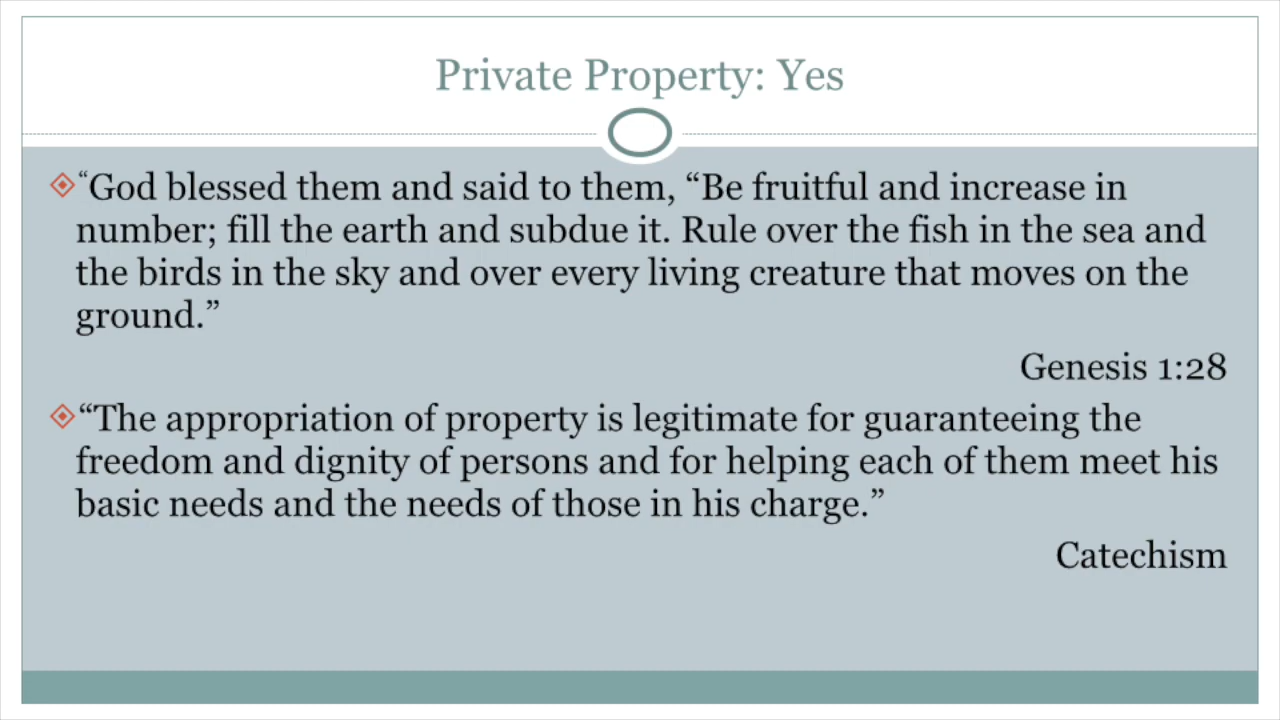 Private Property: Yes
“God blessed them and said to them, “Be fruitful and increase in
number; fill the earth and subdue it. Rule over the fish in the sea and
the birds in the sky and over every living creature that moves on the
ground.”
Genesis 1:28
“The appropriation of property is legitimate for guaranteeing the
freedom and dignity of persons and for helping each of them meet his
basic needs and the needs of those in his charge.”
Catechism